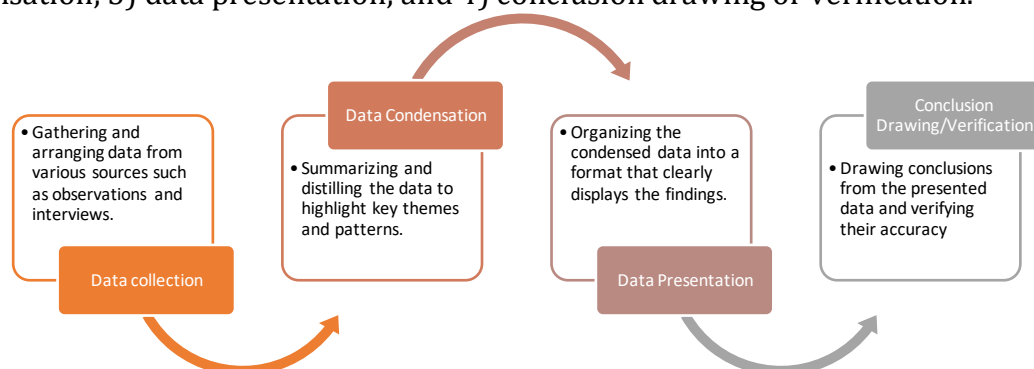 3) data presentation, and 4) conclusion drawing or verification.
Data collection
• Gathering and
arranging data from
various sources such
as observations and
interviews.
Data Condensation
• Summarizing and
distilling the data to
highlight key themes
and patterns.
Data Presentation
• Organizing the
condensed data into a
format that clearly
displays the findings.
Conclusion
Drawing/Verification
• Drawing conclusions
from the presented
data and verifying
their accuracy